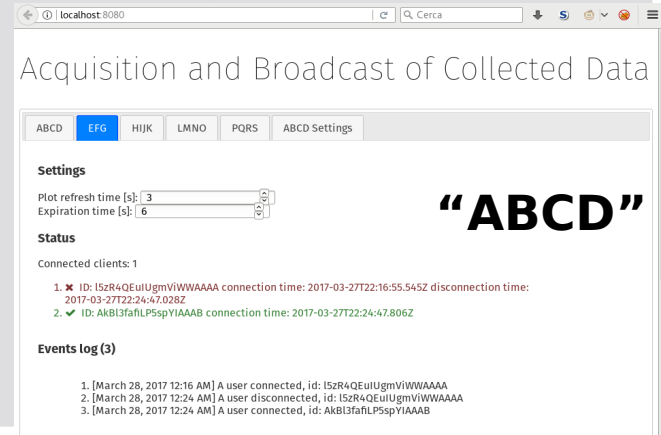 localhost:8080
Cerca
Acquisition and Broadcast of Collected Data
ABCD EFG HIJK LMNO PQRS ABCD Settings
Settings
Plot refresh time [s]: 3
Expiration time [s]: 6
“ABCD”
Status
Connected clients: 1
1. ✖ ID: l5zR4QEuIUgmViWWAAAA connection time: 2017-03-27T22:16:55.545Z disconnection time:
2017-03-27T22:24:47.028Z
2. ✔ ID: AkBl3fafiLP5spYIAAAB connection time: 2017-03-27T22:24:47.806Z
Events log (3)
1. [March 28, 2017 12:16 AM] A user connected, id: l5zR4QEuIUgmViWWAAAA
2. [March 28, 2017 12:24 AM] A user disconnected, id: l5zR4QEuIUgmViWWAAAA
3. [March 28, 2017 12:24 AM] A user connected, id: AkBl3fafiLP5spYIAAAB